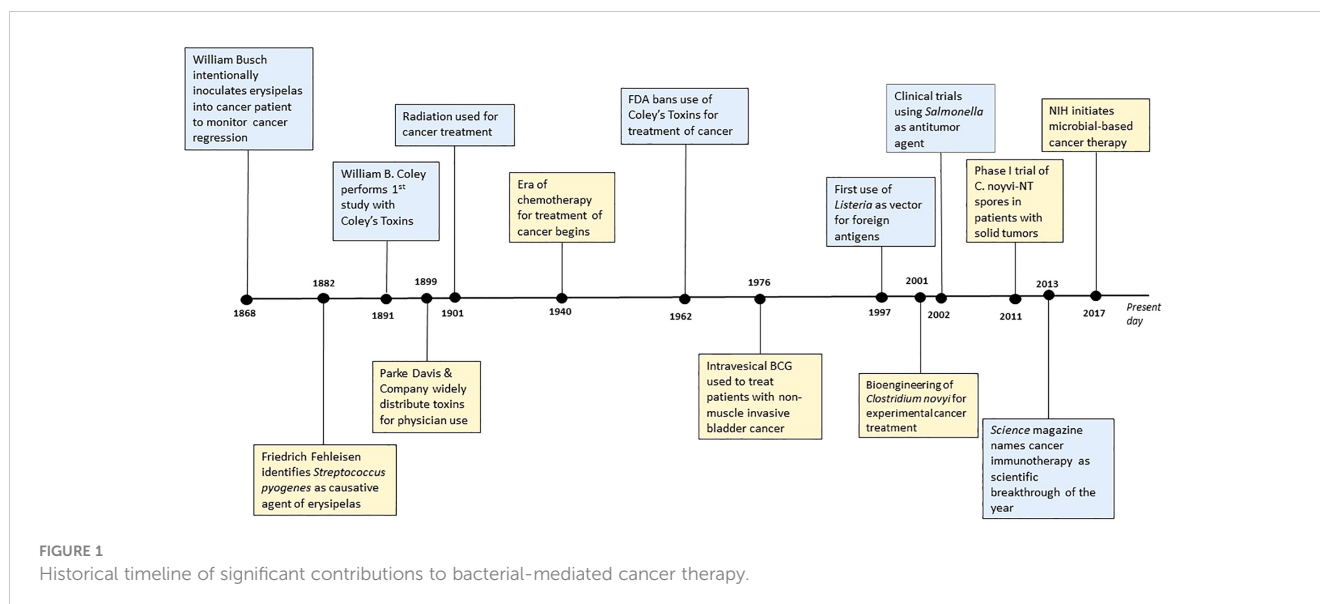 William Busch
intentionally
inoculates erysipelas
into cancer patient
to monitor cancer
regression
William B. Coley
performs 1st
study with
Coley's Toxins
Radiation used for
cancer treatment
Era of
chemotherapy
for treatment of
cancer begins
FDA bans use of
Coley's Toxins for
treatment of cancer
First use of
Listeria as vector
for foreign
antigens
Clinical trials
using Salmonella
as antitumor
agent
Phase I trial of
C. noyvi-NT
spores in
patients with
solid tumors
NIH initiates
microbial-based
cancer therapy
1882
1899
1976
2001
2013
1868
1891
1901
1940
1962
1997
2002
2011
2017
Present
day
Friedrich Fehleisen
identifies Streptococcus
pyogenes as causative
agent of erysipelas
Parke Davis &
Company widely
distribute toxins
for physician use
Intravesical BCG
used to treat
patients with non-
muscle invasive
bladder cancer
Bioengineering of
Clostridium novyi for
experimental cancer
treatment
Science magazine
names cancer
immunotherapy as
scientific
breakthrough of the
year
FIGURE 1
Historical timeline of significant contributions to bacterial-mediated cancer therapy.